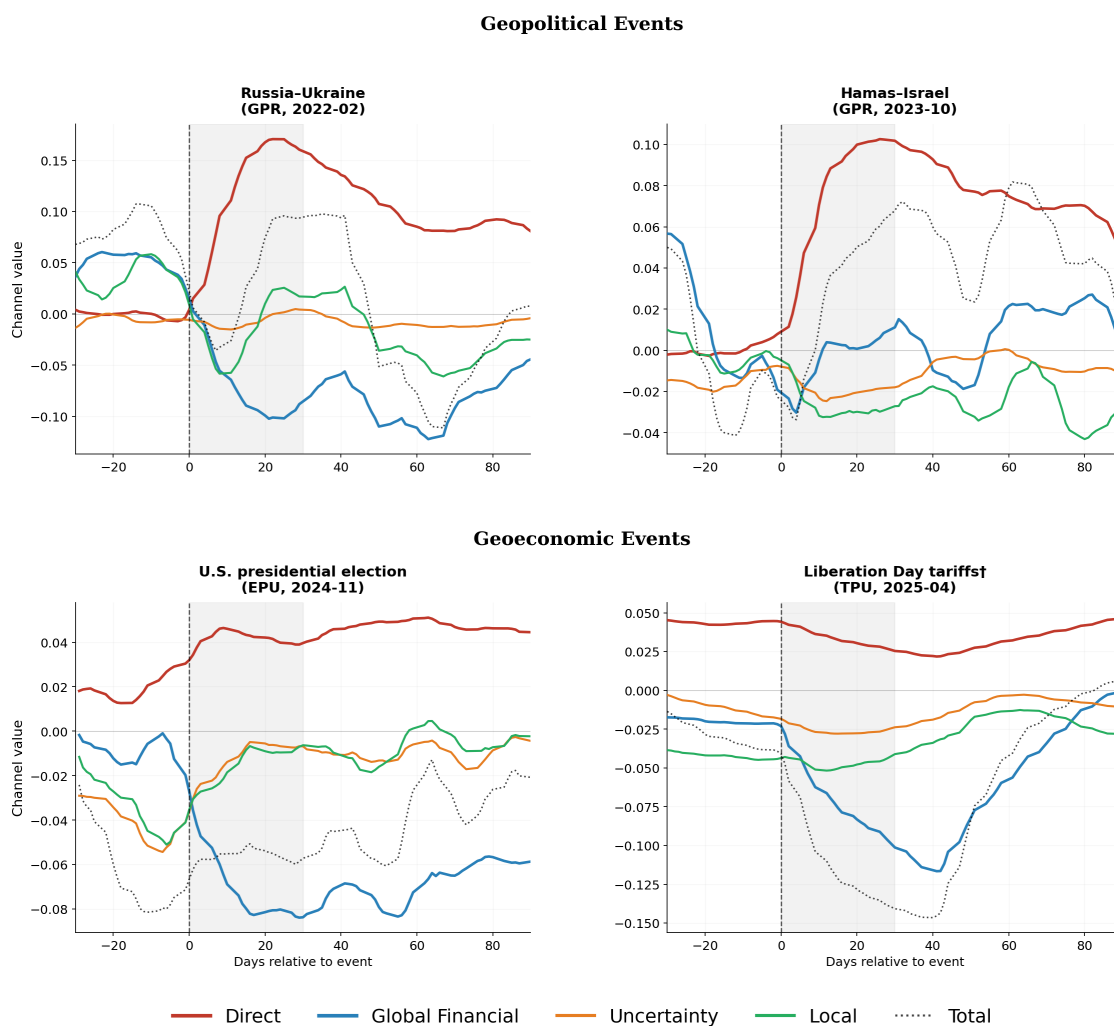 Geopolitical Events
Russia–Ukraine
(GPR, 2022-02)
Hamas–Israel
(GPR, 2023-10)
Channel value
0.15
0.10
0.05
0.00
−0.05
−0.10
−20 0 20 40 60 80
0.10
0.08
0.06
0.04
0.02
0.00
−0.02
−0.04
−20 0 20 40 60 80
Geoeconomic Events
U.S. presidential election
(EPU, 2024-11)
Liberation Day tariffs†
(TPU, 2025-04)
Channel value
0.04
0.02
0.00
−0.02
−0.04
−0.06
−0.08
−20 0 20 40 60 80
Days relative to event
0.050
0.025
0.000
−0.025
−0.050
−0.075
−0.100
−0.125
−0.150
−20 0 20 40 60 80
Days relative to event
Direct Global Financial Uncertainty Local Total